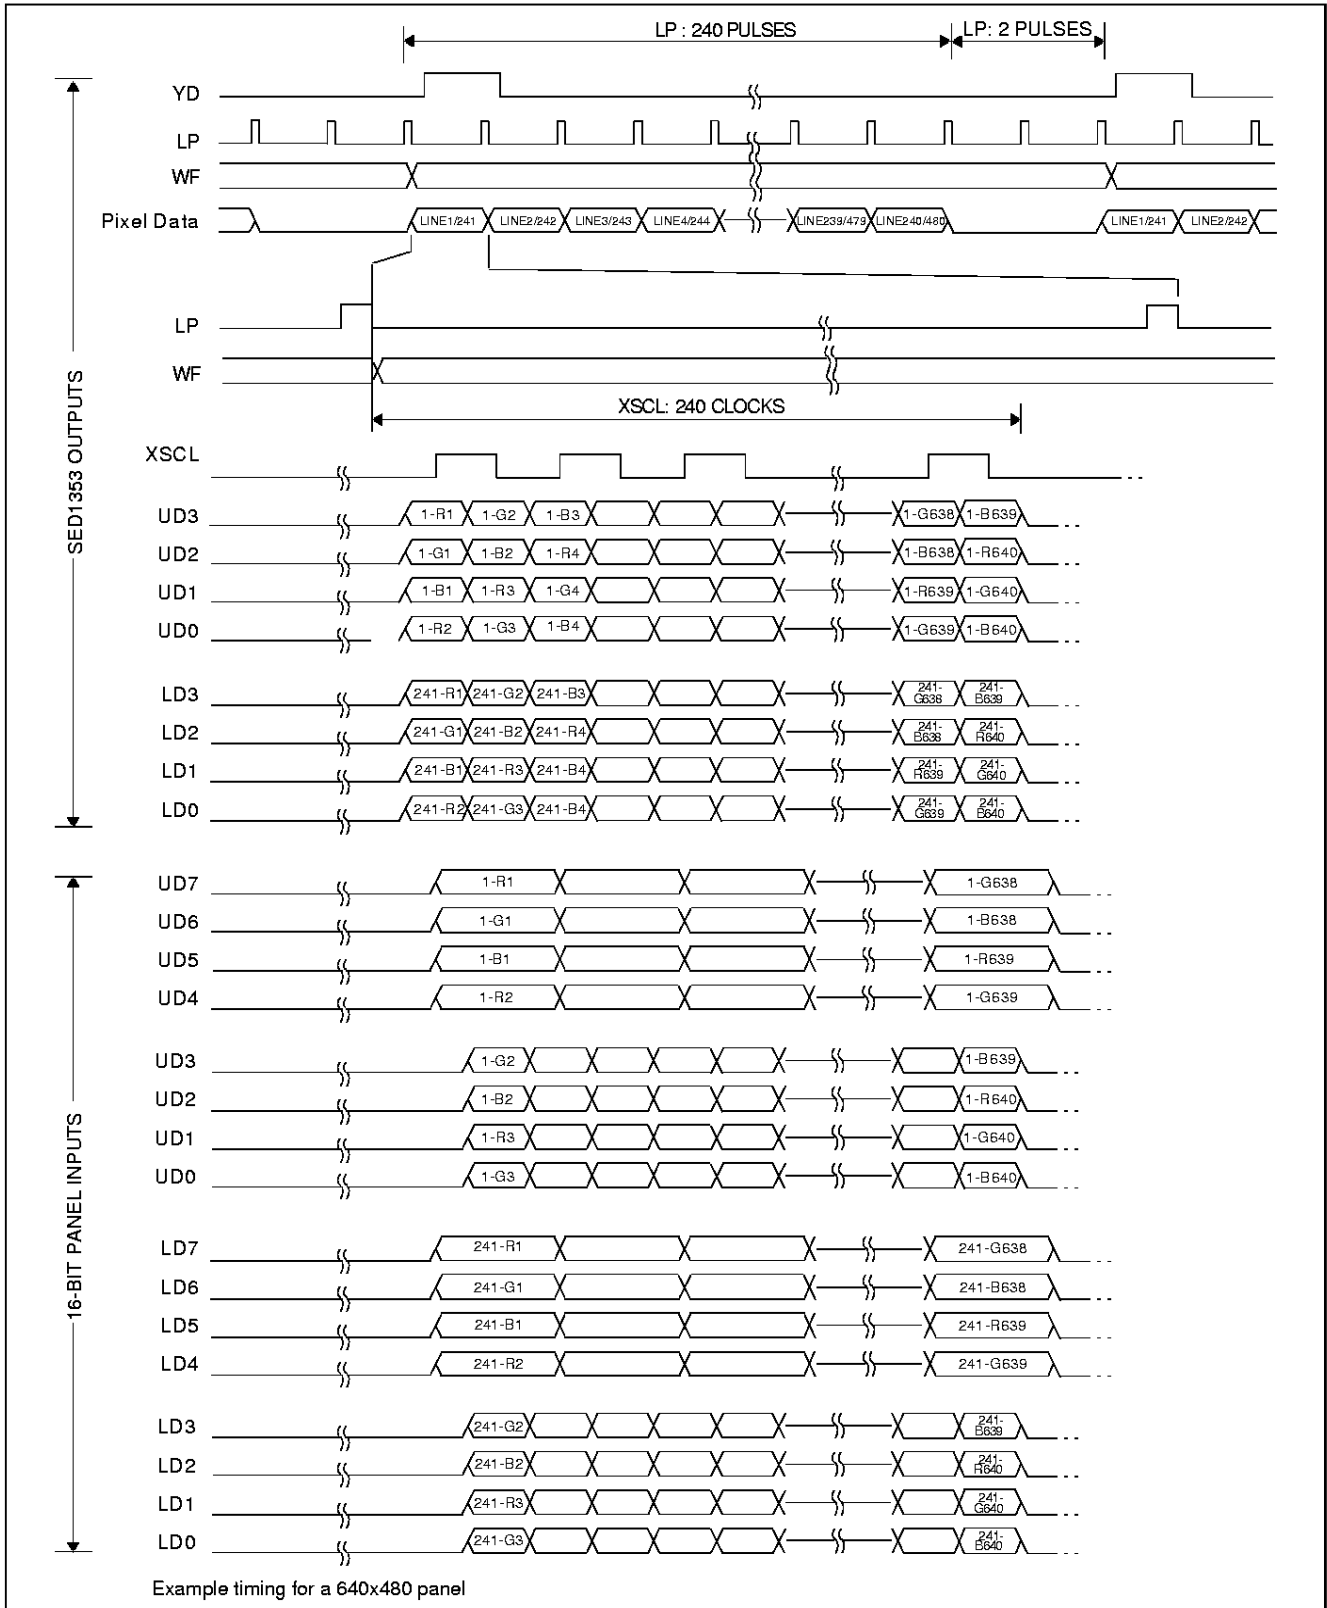 LP : 240 PULSES LP: 2 PULSES
YD
LP
WF
Pixel Data LINE1/241 LINE2/242 LINE3/243 LINE4/244 LINE239/479 LINE240/480 LINE1/241 LINE2/242
LP
WF
XSCL: 240 CLOCKS
XSCL
SED1353 OUTPUTS
UD3 1-R1 1-G2 1-B3 1-G638 1-B639
UD2 1-G1 1-B2 1-R4 1-B638 1-R640
UD1 1-B1 1-R3 1-G4 1-R639 1-G640
UD0 1-R2 1-G3 1-B4 1-G639 1-B640
LD3 241-R1 241-G2 241-B3 241-G638 241-B639
LD2 241-G1 241-B2 241-R4 241-B638 241-R640
LD1 241-B1 241-R3 241-B4 241-R639 241-G640
LD0 241-R2 241-G3 241-B4 241-G639 241-B640
UD7 1-R1 1-G638
UD6 1-G1 1-B638
UD5 1-B1 1-R639
UD4 1-R2 1-G639
16-BIT PANEL INPUTS
UD3 1-G2 1-B639
UD2 1-B2 1-R640
UD1 1-R3 1-G640
UD0 1-G3 1-B640
LD7 241-R1 241-G638
LD6 241-G1 241-B638
LD5 241-B1 241-R639
LD4 241-R2 241-G639
LD3 241-G2 241-B639
LD2 241-B2 241-R640
LD1 241-R3 241-G640
LD0 241-G3 241-B640
Example timing for a 640x480 panel